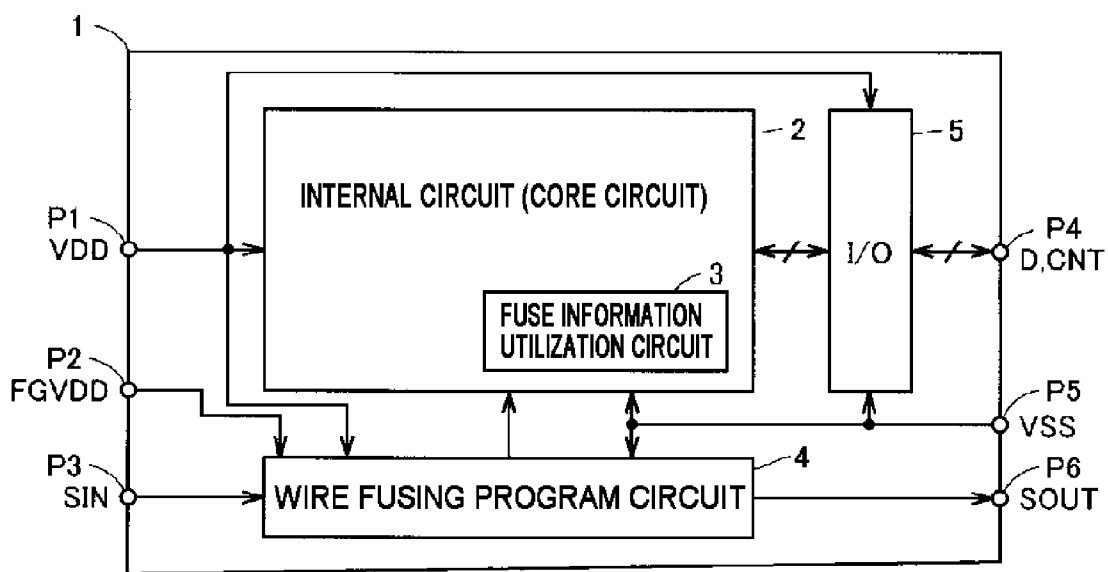 1
2
5
INTERNAL CIRCUIT (CORE CIRCUIT)
P1
VDD
I/O
P4
D,CNT
3
FUSE INFORMATION
UTILIZATION CIRCUIT
P2
FGVDD
P5
VSS
P3
SIN
4
WIRE FUSING PROGRAM CIRCUIT
P6
SOUT